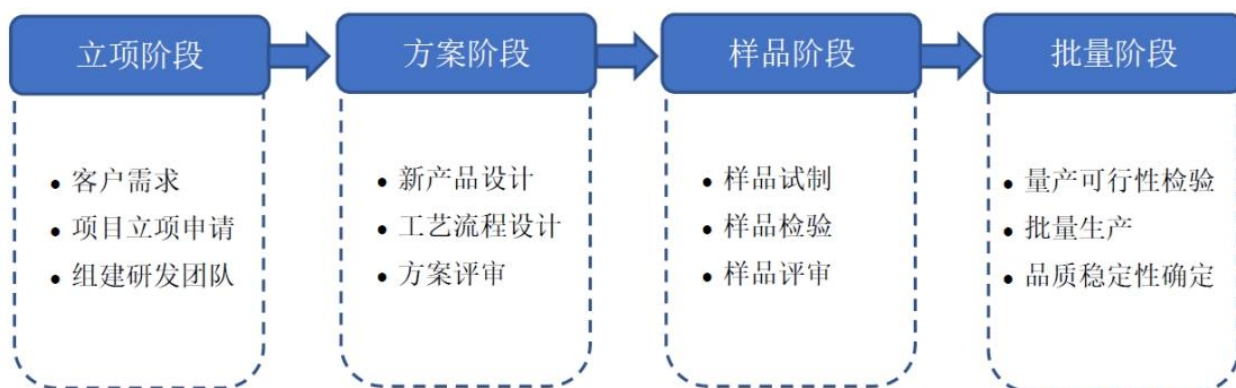 立项阶段
方案阶段
样品阶段
批量阶段
• 客户需求
• 项目立项申请
• 组建研发团队
• 新产品设计
• 工艺流程设计
• 方案评审
• 样品试制
• 样品检验
• 样品评审
• 量产可行性检验
• 批量生产
• 品质稳定性确定